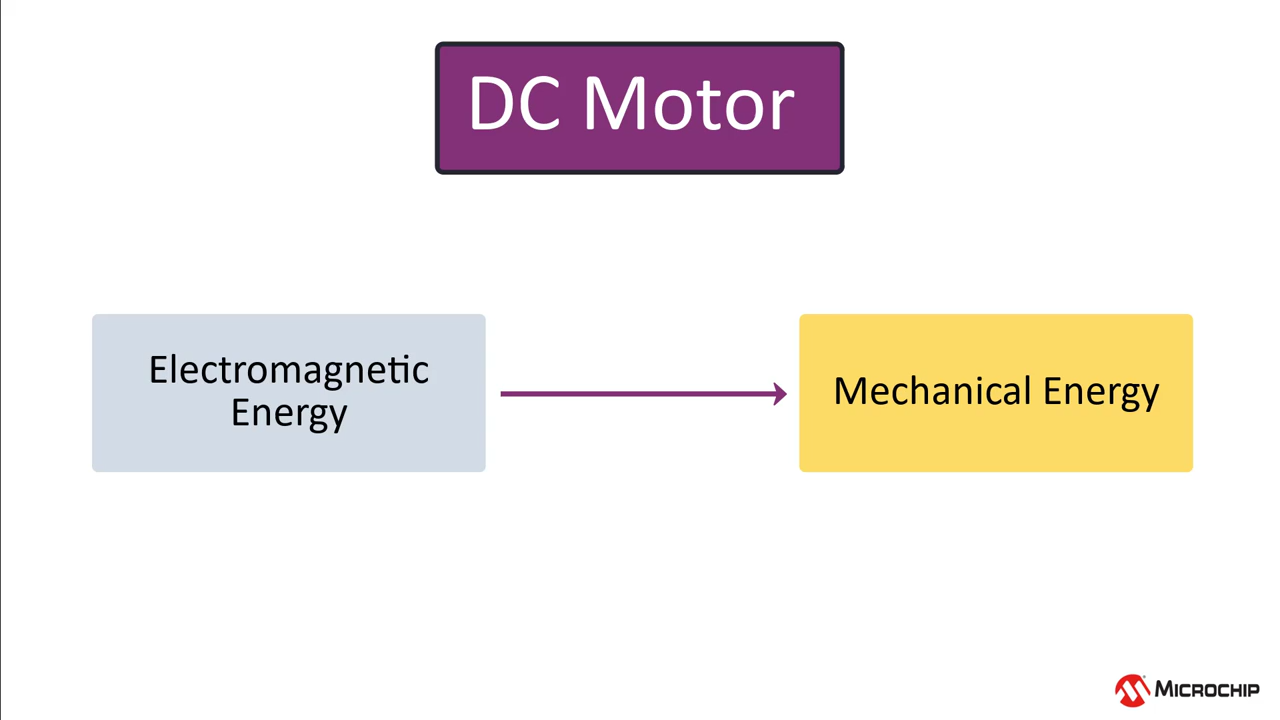 DC Motor
Electromagnetic
Energy
Mechanical Energy
MICROCHIP